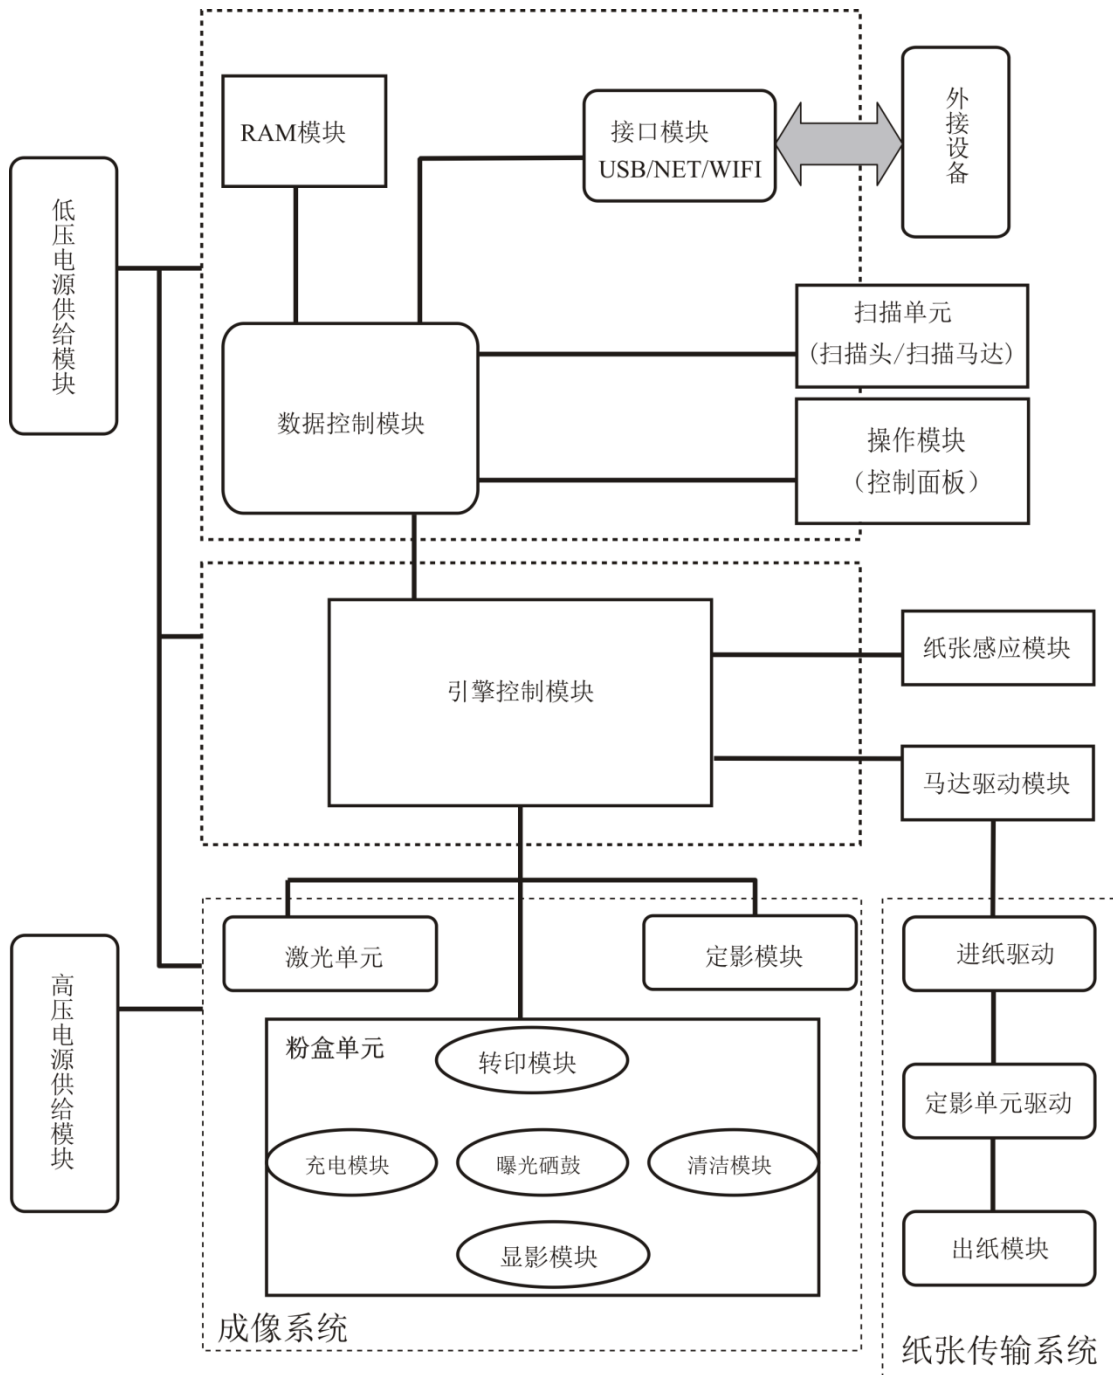 RAM模块
接口模块
USB/NET/WIFI
外接设备
低压电源供给模块
扫描单元
(扫描头/扫描马达)
数据控制模块
操作模块
（控制面板）
引擎控制模块
纸张感应模块
马达驱动模块
激光单元
定影模块
进纸驱动
高压电源供给模块
粉盒单元
转印模块
定影单元驱动
充电模块
曝光硒鼓
清洁模块
显影模块
出纸模块
成像系统
纸张传输系统